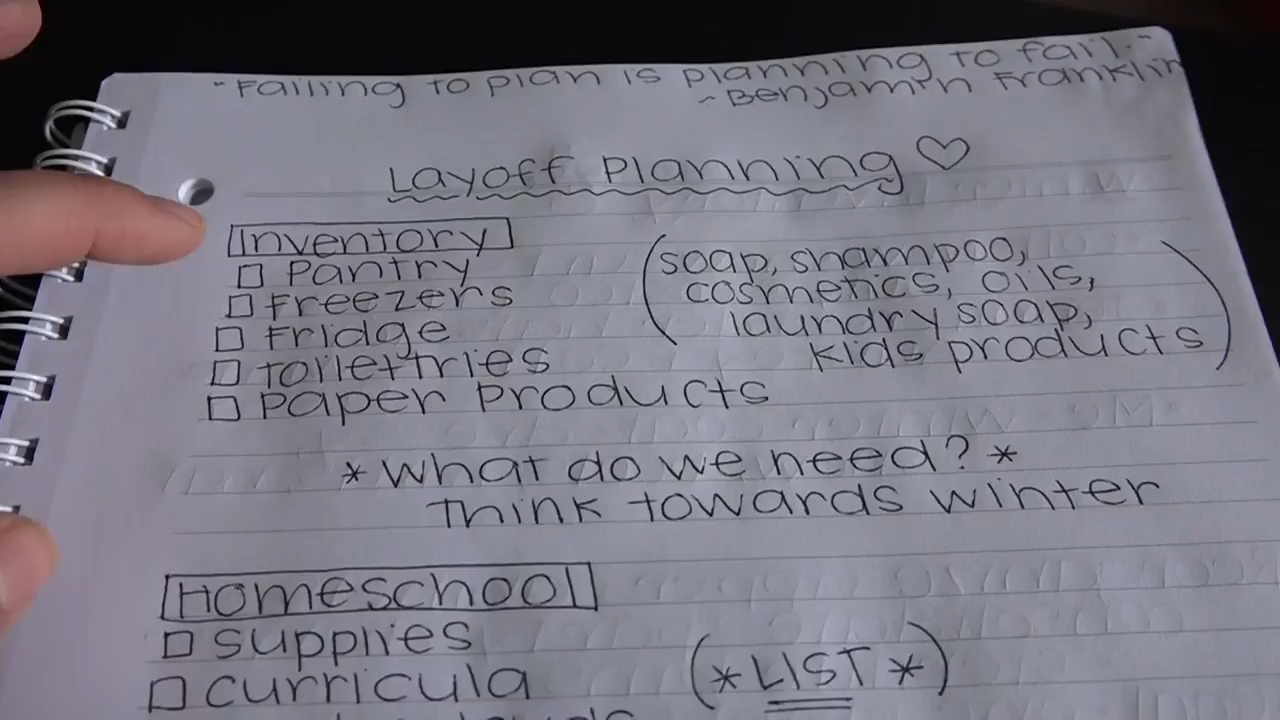 "Failing to plan is planning to fail."
~Benjamin Franklin
Layoff Planning ♡
Inventory
☐ Pantry
☐ Freezers
☐ Fridge
☐ toilettries
☐ Paper Products
(soap, shampoo,
cosmetics, oils,
laundry soap,
kids products)
*what do we need?*
Think towards winter
Homeschool
☐ supplies
☐ curricula
(*LIST*)